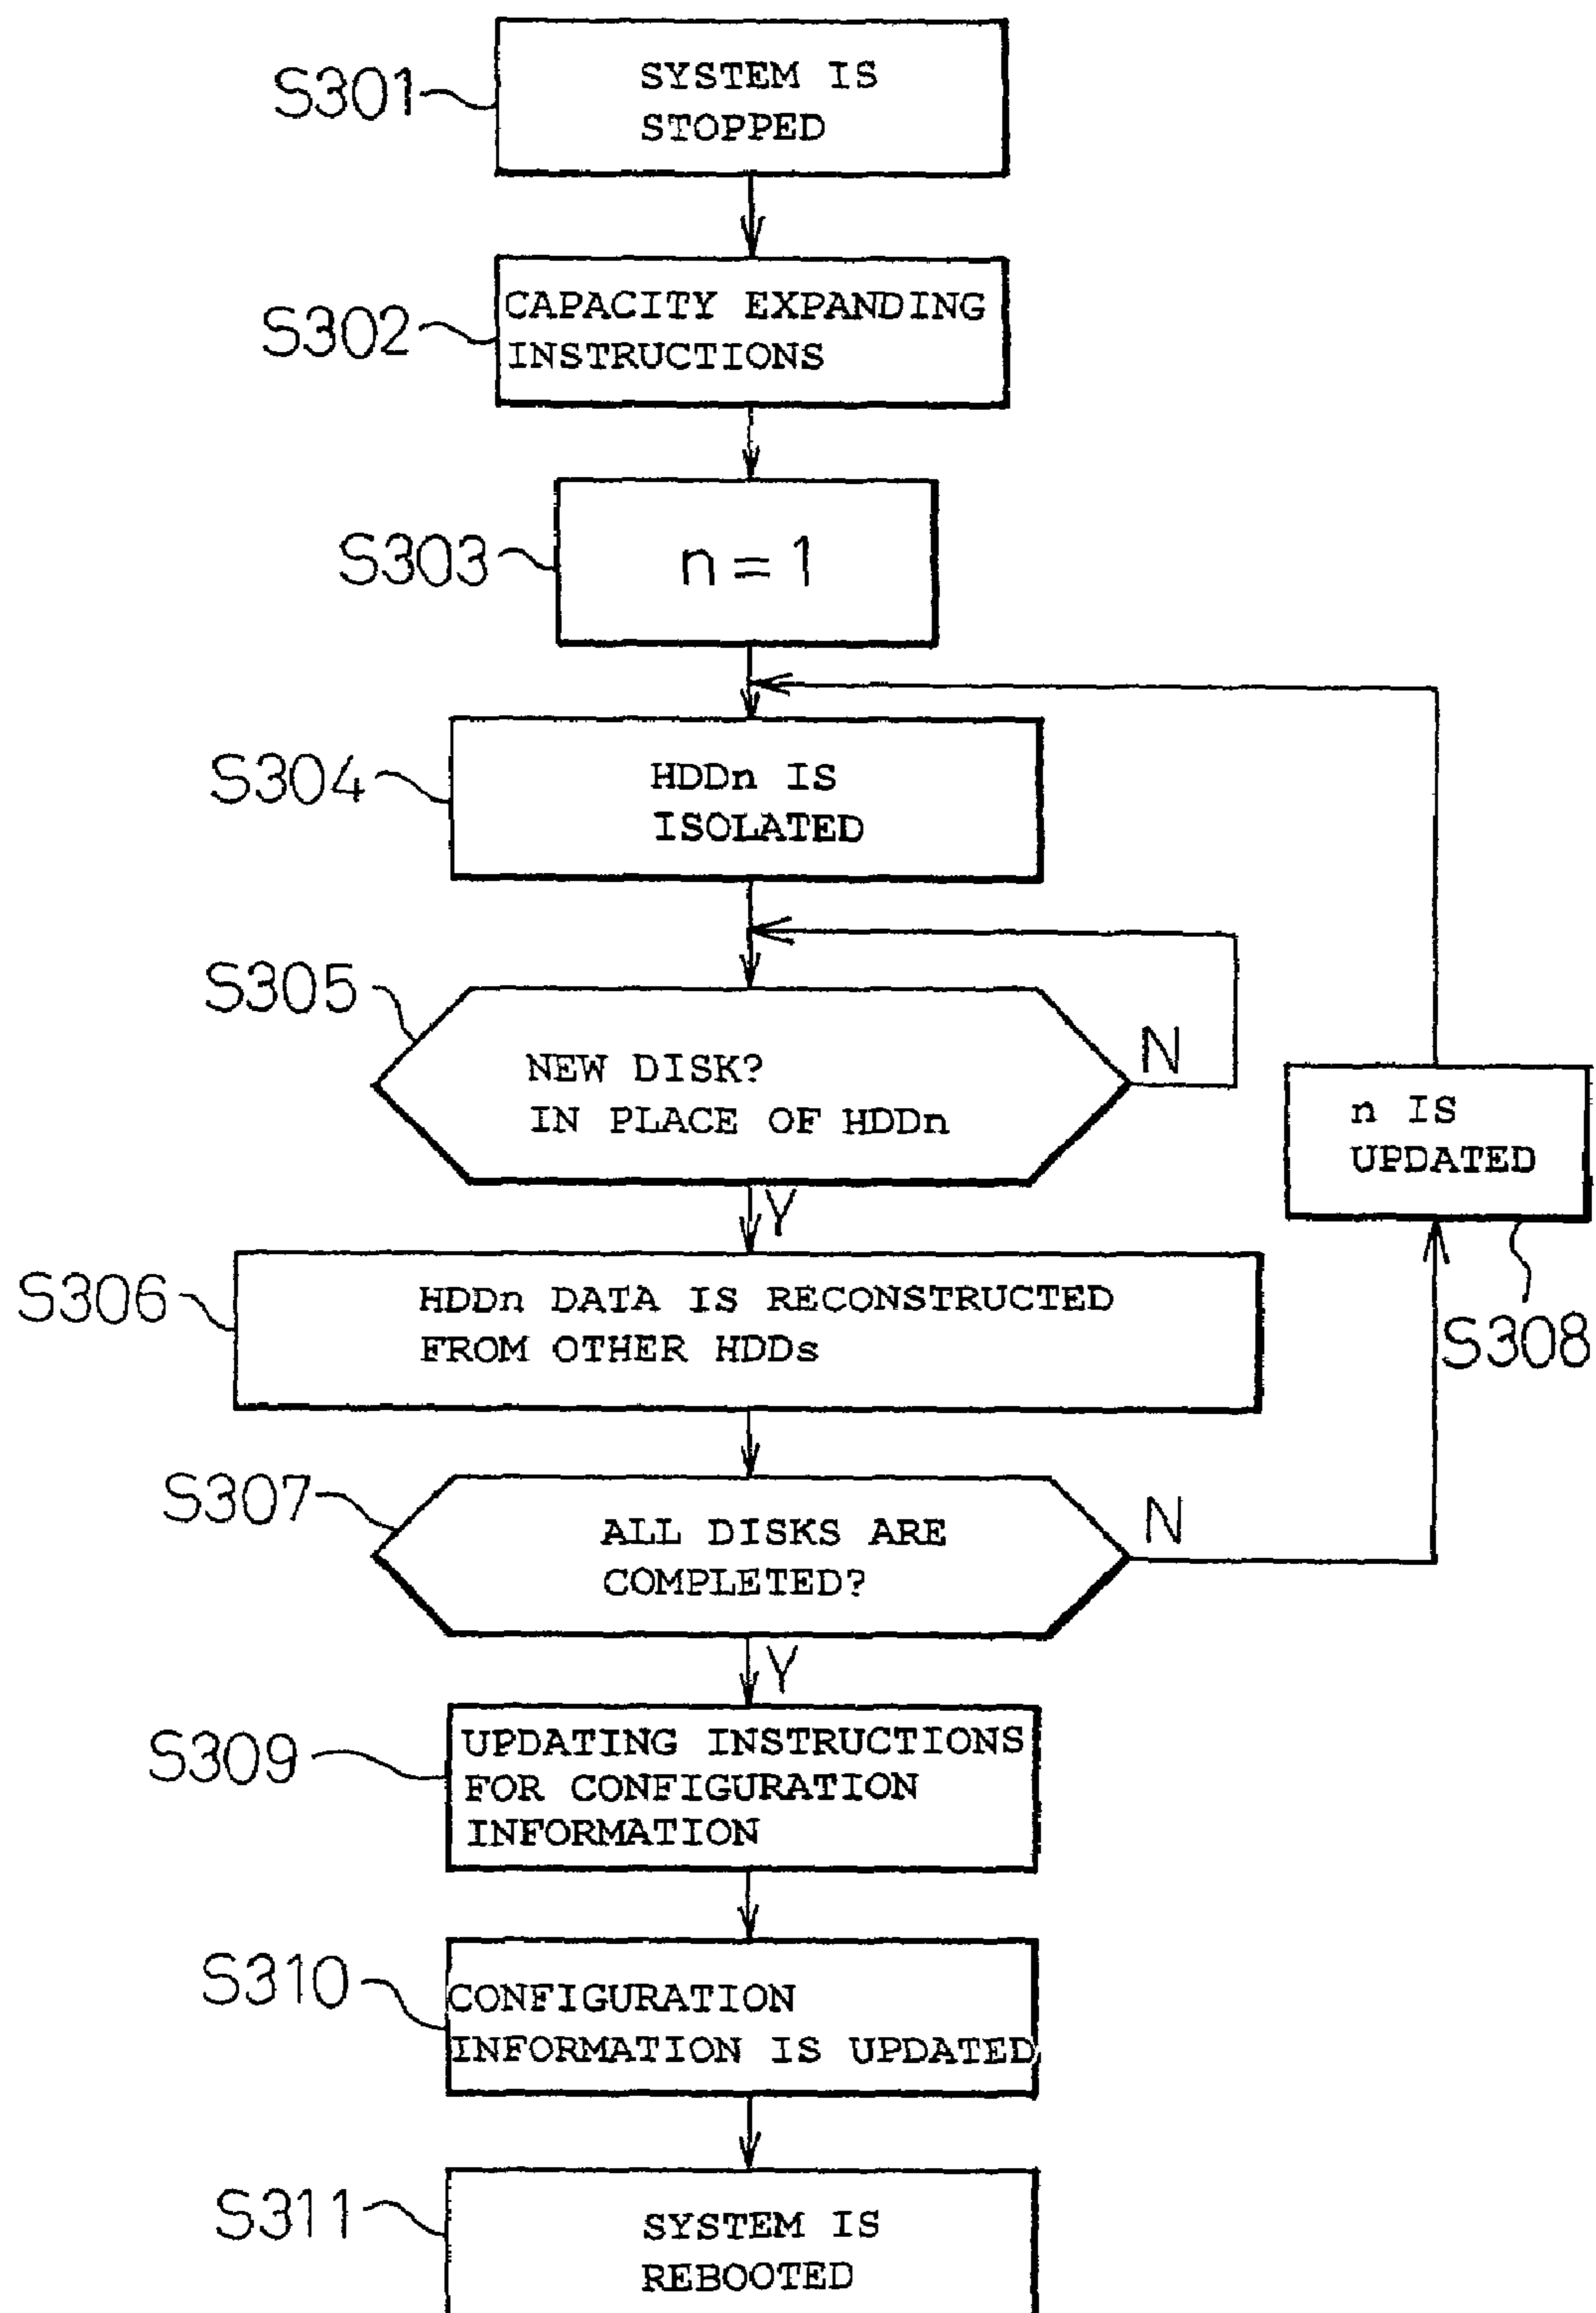 S301
SYSTEM IS
STOPPED
S302
CAPACITY EXPANDING
INSTRUCTIONS
S303
n = 1
S304
HDDn IS
ISOLATED
S305
NEW DISK?
IN PLACE OF HDDn
N
n IS
UPDATED
Y
S306
HDDn DATA IS RECONSTRUCTED
FROM OTHER HDDs
S308
S307
ALL DISKS ARE
COMPLETED?
N
Y
S309
UPDATING INSTRUCTIONS
FOR CONFIGURATION
INFORMATION
S310
CONFIGURATION
INFORMATION IS UPDATED
S311
SYSTEM IS
REBOOTED